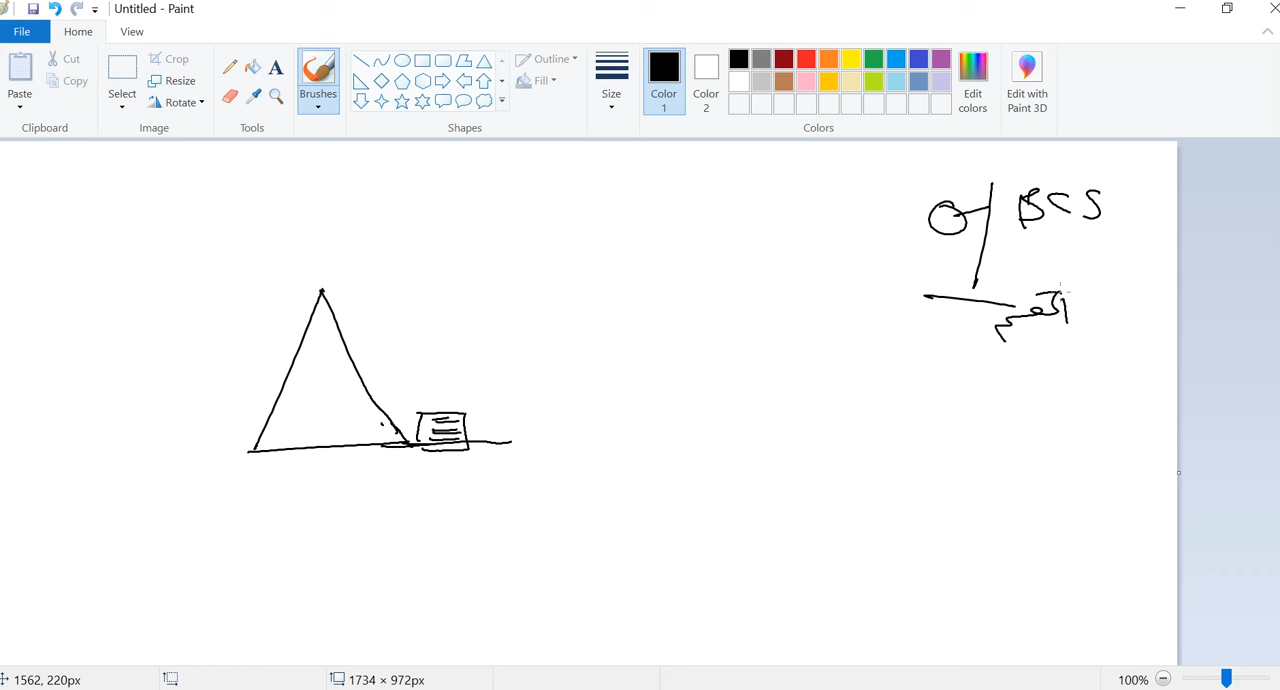 Untitled - Paint
File
Home
View
Paste
Cut
Copy
Clipboard
Select
Crop
Resize
Rotate
Image
Tools
Brushes
Shapes
Outline
Fill
Size
Color 1
Color 2
Edit colors
Colors
Edit with Paint 3D
BCS
1562, 220px
1734 × 972px
100%